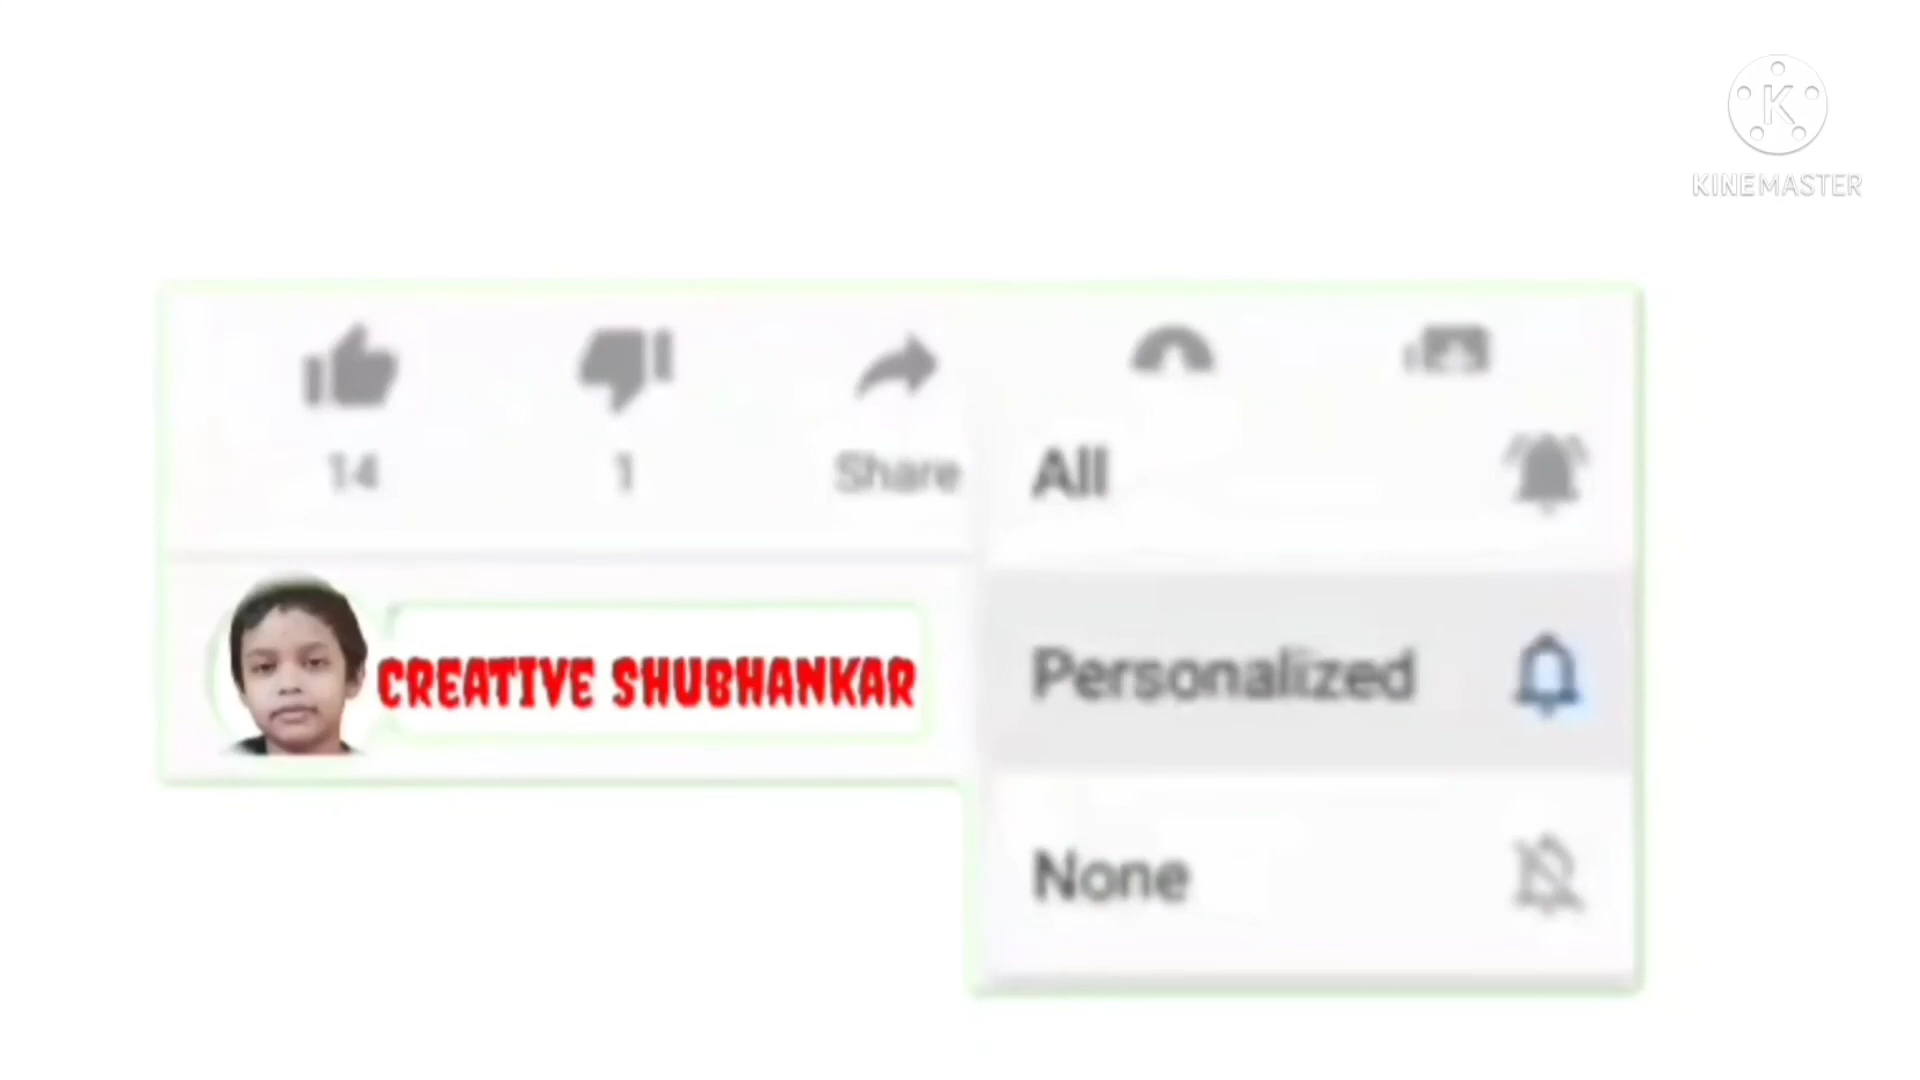 KINEMASTER
14
1
Share
All
CREATIVE SHUBHANKAR
Personalized
None